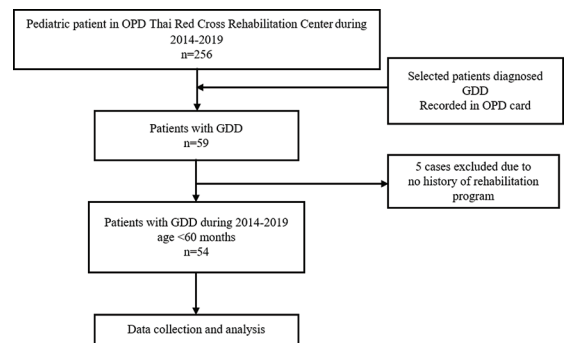 Pediatric patient in OPD Thai Red Cross Rehabilitation Center during
2014-2019
n=256
Selected patients diagnosed
GDD
Recorded in OPD card
Patients with GDD
n=59
5 cases excluded due to
no history of rehabilitation
program
Patients with GDD during 2014-2019
age <60 months
n=54
Data collection and analysis